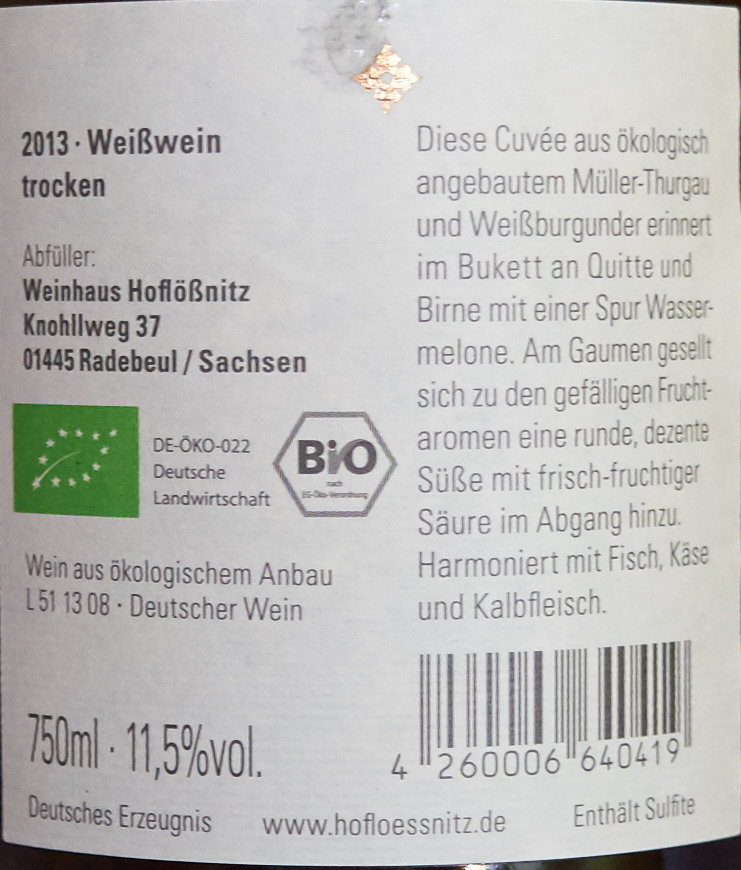 2013 · Weißwein
trocken
Abfüller:
Weinhaus Hoflößnitz
Knohllweg 37
01445 Radebeul / Sachsen
DE-ÖKO-022
Deutsche
Landwirtschaft
BiO
nach
EG-Öko-Verordnung
Wein aus ökologischem Anbau
L 51 13 08 · Deutscher Wein
750ml · 11,5%vol.
Deutsches Erzeugnis
Diese Cuvée aus ökologisch
angebautem Müller-Thurgau
und Weißburgunder erinnert
im Bukett an Quitte und
Birne mit einer Spur Wasser-
melone. Am Gaumen gesellt
sich zu den gefälligen Frucht-
aromen eine runde, dezente
Süße mit frisch-fruchtiger
Säure im Abgang hinzu.
Harmoniert mit Fisch, Käse
und Kalbfleisch.
4 260006 640419
www.hofloessnitz.de
Enthält Sulfite